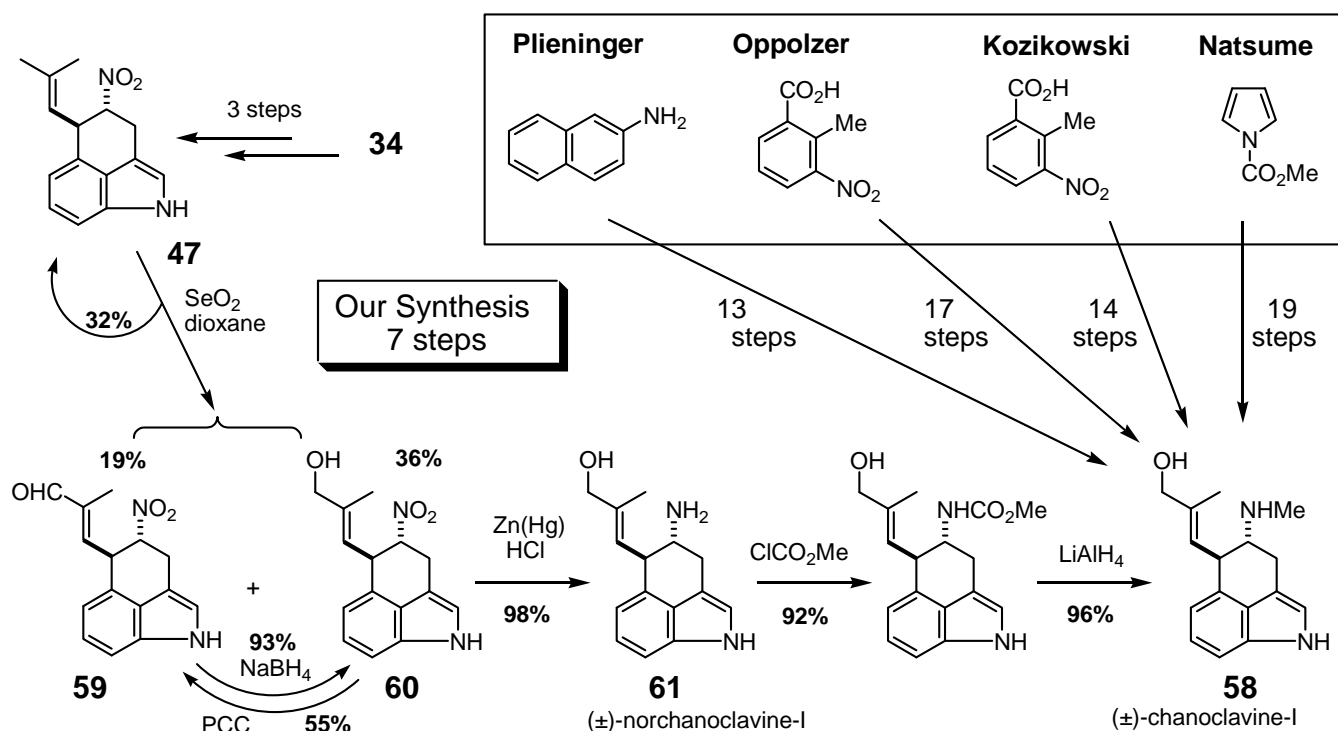 Plieninger
Oppolzer
Kozikowski
Natsume
NH2
CO2H
Me
NO2
CO2H
Me
NO2
N
CO2Me
NO2
NH
47
3 steps
34
SeO2
dioxane
32%
Our Synthesis
7 steps
13
steps
17
steps
14
steps
19
steps
19%
OHC
NO2
NH
59
+
93%
NaBH4
PCC
55%
OH
36%
NO2
NH
60
Zn(Hg)
HCl
98%
OH
NH2
NH
61
(±)-norchanoclavine-I
ClCO2Me
92%
OH
NHCO2Me
NH
LiAlH4
96%
OH
NHMe
NH
58
(±)-chanoclavine-I